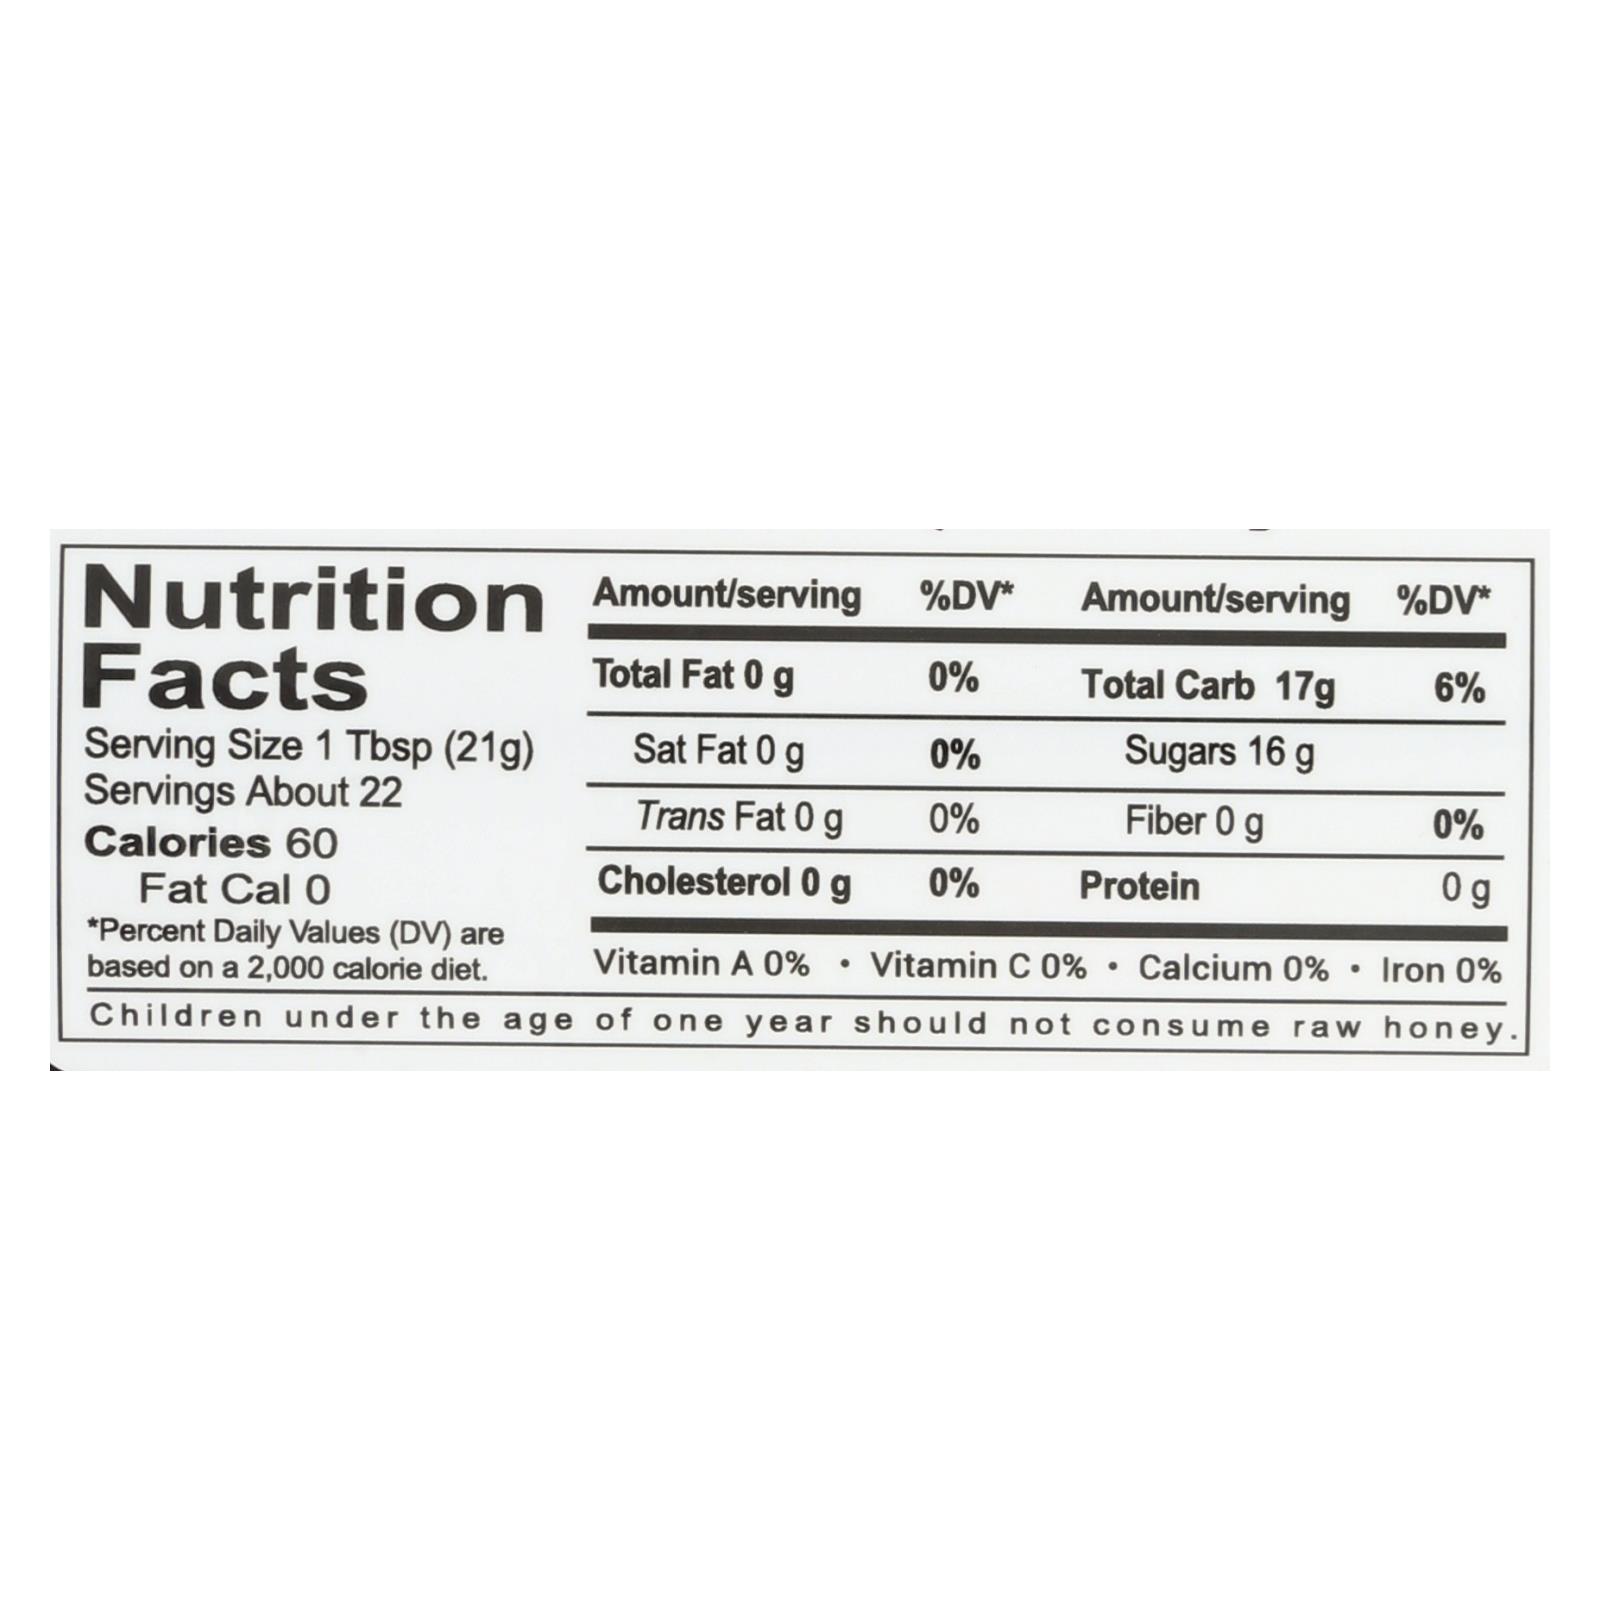 Nutrition
Facts
Serving Size 1 Tbsp (21g)
Servings About 22
Calories 60
Fat Cal 0
*Percent Daily Values (DV) are
based on a 2,000 calorie diet.
Amount/serving %DV* Amount/serving %DV*
Total Fat 0 g 0% Total Carb 17g 6%
Sat Fat 0 g 0% Sugars 16 g
Trans Fat 0 g 0% Fiber 0 g 0%
Cholesterol 0 g 0% Protein 0 g
Vitamin A 0% • Vitamin C 0% • Calcium 0% • Iron 0%
Children under the age of one year should not consume raw honey.